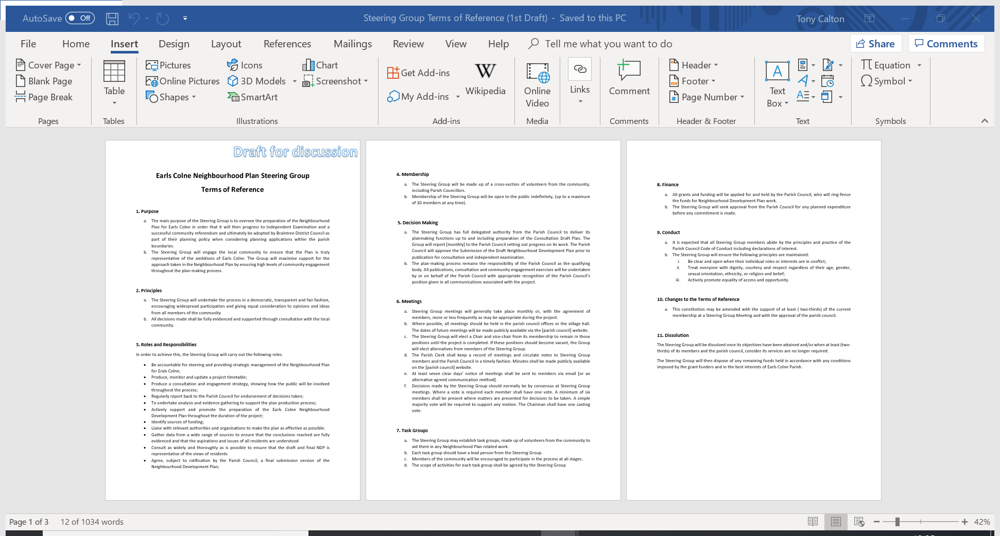 AutoSave Off Steering Group Terms of Reference (1st Draft) - Saved to this PC Tony Calton
File Home Insert Design Layout References Mailings Review View Help Tell me what you want to do Share Comments
Cover Page
Blank Page
Page Break
Pages
Table
Tables
Pictures
Online Pictures
Shapes
Icons
3D Models
SmartArt
Chart
Screenshot
Illustrations
Get Add-ins
My Add-ins
W
Wikipedia
Add-ins
Online
Video
Media
Links
Comment
Comments
Header
Footer
Page Number
Header & Footer
A
Text
Box
Text
Equation
Symbol
Symbols
Draft for discussion
Earls Colne Neighbourhood Plan Steering Group
Terms of Reference
1. Purpose
a. The main purpose of the Steering Group is to oversee the preparation of the Neighbourhood
Plan for Earls Colne in order that it will then progress to Independent Examination and a
successful community referendum and ultimately be adopted by Braintree District Council as
part of their planning policy when considering planning applications within the parish
boundaries.
b. The Steering Group will engage the local community to ensure that the Plan is truly
representative of the ambitions of Earls Colne. The Group will maximise support for the
approach taken in the Neighbourhood Plan by ensuring high levels of community engagement
throughout the plan-making process.
2. Principles
a. The Steering Group will undertake the process in a democratic, transparent and fair fashion,
encouraging widespread participation and giving equal consideration to opinions and ideas
from all members of the community
b. All decisions made shall be fully evidenced and supported through consultation with the local
community.
3. Roles and Responsibilities
In order to achieve this, the Steering Group will carry out the following roles.
• Be accountable for steering and providing strategic management of the Neighbourhood Plan
for Erals Colne;
• Produce, monitor and update a project timetable;
• Produce a consultation and engagement strategy, showing how the public will be involved
throughout the process;
• Regularly report back to the Parish Council for endorsement of decisions taken;
• To undertake analysis and evidence gathering to support the plan production process;
• Actively support and promote the preparation of the Earls Colne Neighbourhood
Development Plan throughout the duration of the project;
• Identify sources of funding;
• Liaise with relevant authorities and organisations to make the plan as effective as possible.
• Gather data from a wide range of sources to ensure that the conclusions reached are fully
evidenced and that the aspirations and issues of all residents are understood
• Consult as widely and thoroughly as is possible to ensure that the draft and final NDP is
representative of the views of residents
• Agree, subject to ratification by the Parish Council, a final submission version of the
Neighbourhood Development Plan;
4. Membership
a. The Steering Group will be made up of a cross-section of volunteers from the community,
including Parish Councillors.
b. Membership of the Steering Group will be open to the public indefinitely, (up to a maximum
of 10 members at any time).
5. Decision Making
a. The Steering Group has full delegated authority from the Parish Council to deliver its
planmaking functions up to and including preparation of the Consultation Draft Plan. The
Group will report [monthly] to the Parish Council setting out progress on its work. The Parish
Council will approve the Submission of the Draft Neighbourhood Development Plan prior to
publication for consultation and independent examination.
b. The plan-making process remains the responsibility of the Parish Council as the qualifying
body. All publications, consultation and community engagement exercises will be undertaken
by or on behalf of the Parish Council with appropriate recognition of the Parish Council's
position given in all communications associated with the project.
6. Meetings
a. Steering Group meetings will generally take place monthly or, with the agreement of
members, more or less frequently as may be appropriate during the project.
b. Where possible, all meetings should be held in the parish council offices or the village hall.
The dates of future meetings will be made publicly available via the [parish council] website.
c. The Steering Group will elect a Chair and vice-chair from its membership to remain in those
positions until the project is completed. If these positions should become vacant, the Group
will elect alternatives from members of the Steering Group.
d. The Parish Clerk shall keep a record of meetings and circulate notes to Steering Group
members and the Parish Council in a timely fashion. Minutes shall be made publicly available
on the [parish council] website.
e. At least seven clear days' notice of meetings shall be sent to members via email [or an
alternative agreed communication method].
f. Decisions made by the Steering Group should normally be by consensus at Steering Group
meetings. Where a vote is required each member shall have one vote. A minimum of six
members shall be present where matters are presented for decisions to be taken. A simple
majority vote will be required to support any motion. The Chairman shall have one casting
vote.
7. Task Groups
a. The Steering Group may establish task groups, made up of volunteers from the community to
aid them in any Neighbourhood Plan related work.
b. Each task group should have a lead person from the Steering Group.
c. Members of the community will be encouraged to participate in the process at all stages.
d. The scope of activities for each task group shall be agreed by the Steering Group
8. Finance
a. All grants and funding will be applied for and held by the Parish Council, who will ring-fence
the funds for Neighbourhood Development Plan work.
b. The Steering Group will seek approval from the Parish Council for any planned expenditure
before any commitment is made.
9. Conduct
a. It is expected that all Steering Group members abide by the principles and practice of the
Parish Council Code of Conduct including declarations of interest.
b. The Steering Group will ensure the following principles are maintained:
i. Be clear and open when their individual roles or interests are in conflict;
ii. Treat everyone with dignity, courtesy and respect regardless of their age, gender,
sexual orientation, ethnicity, or religion and belief;
iii. Actively promote equality of access and opportunity.
10. Changes to the Terms of Reference
a. This constitution may be amended with the support of at least ( two-thirds) of the current
membership at a Steering Group Meeting and with the approval of the parish council.
11. Dissolution
The Steering Group will be dissolved once its objectives have been attained and/or when at least (two-
thirds) of its members and the parish council, consider its services are no longer required.
The Steering Group will then dispose of any remaining funds held in accordance with any conditions
imposed by the grant funders and in the best interests of Earls Colne Parish.
Page 1 of 3 12 of 1034 words 42%